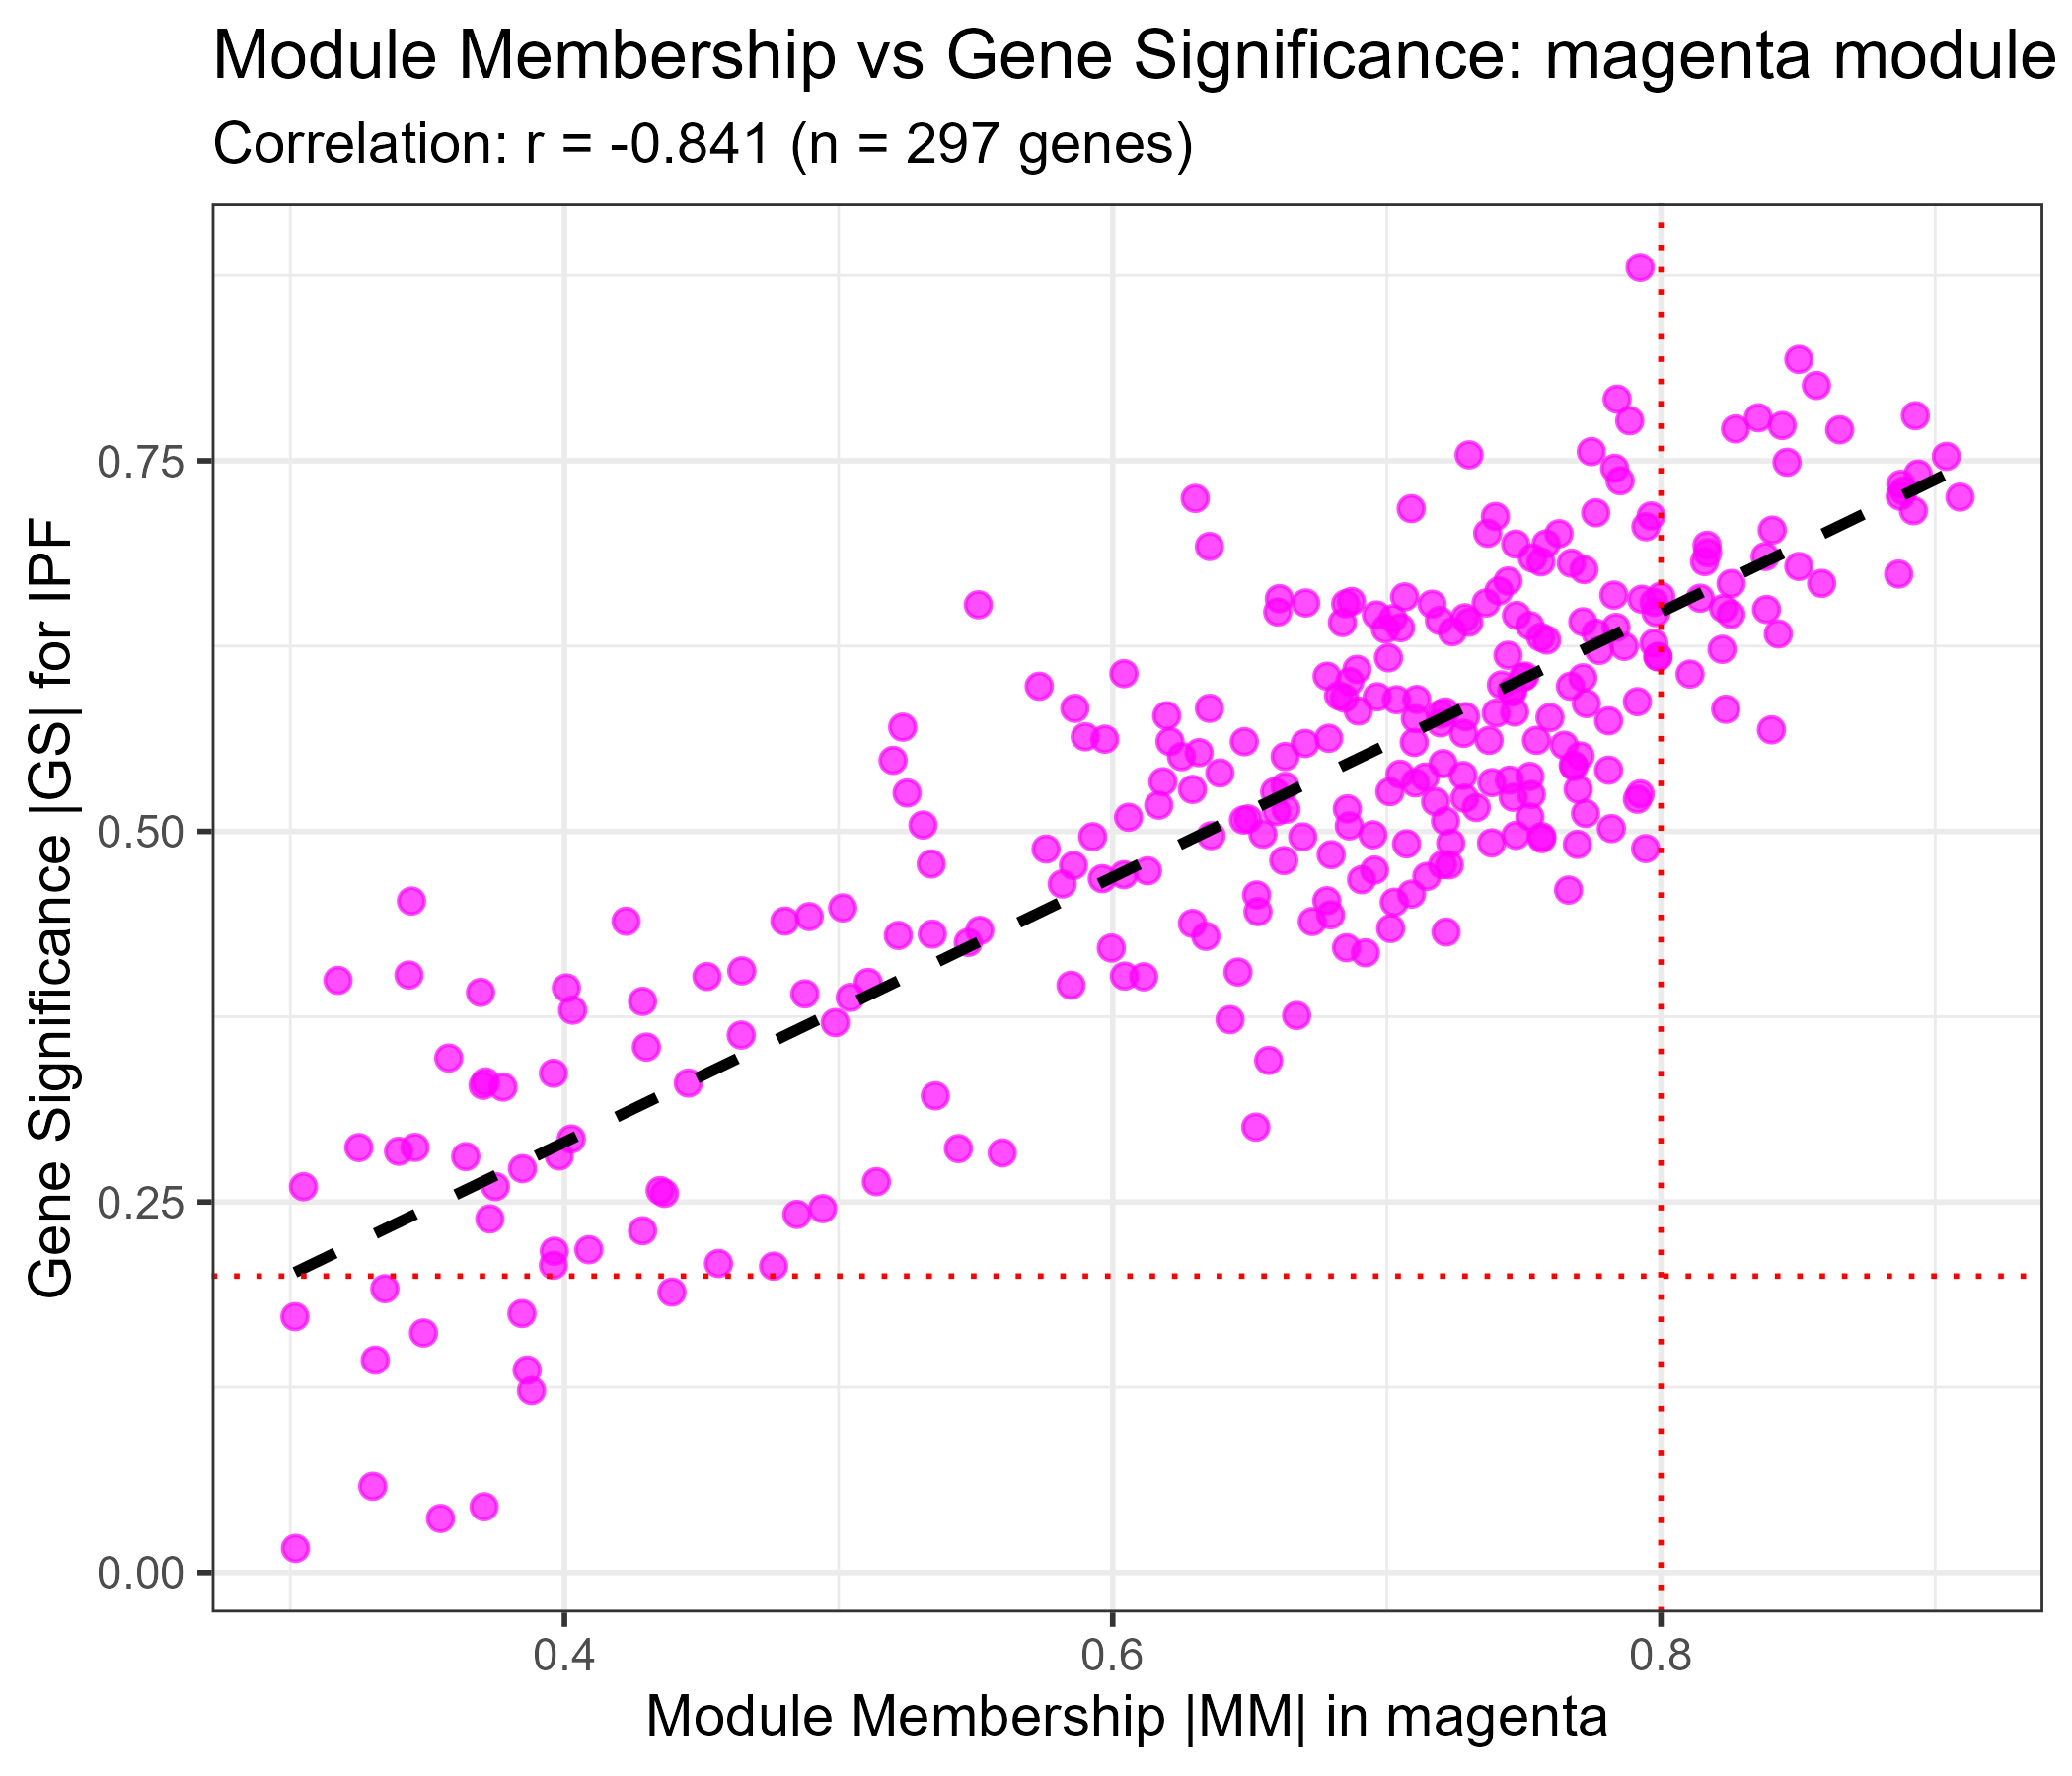 Module Membership vs Gene Significance: magenta module
Correlation: r = -0.841 (n = 297 genes)
Gene Significance |GS| for IPF
0.75
0.50
0.25
0.00
0.4 0.6 0.8
Module Membership |MM| in magenta